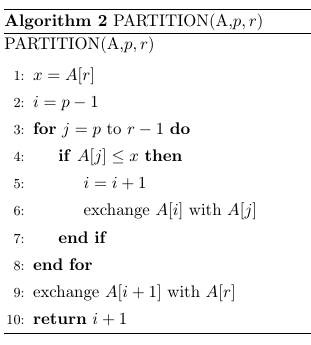 Algorithm 2 PARTITION(A,p, r)
PARTITION(A,p, r)
1: x = A[r]
2: i = p − 1
3: for j = p to r − 1 do
4: if A[j] ≤ x then
5: i = i + 1
6: exchange A[i] with A[j]
7: end if
8: end for
9: exchange A[i + 1] with A[r]
10: return i + 1